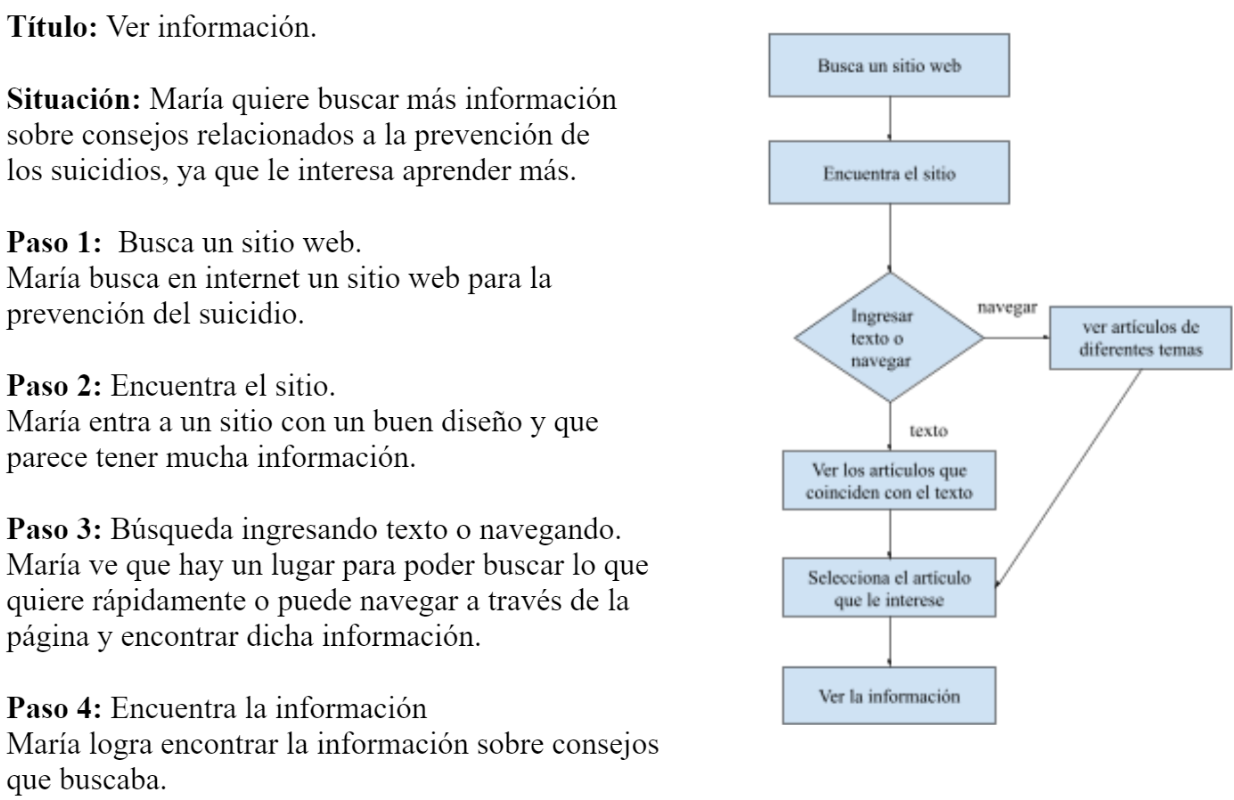 Título: Ver información.
Situación: María quiere buscar más información
sobre consejos relacionados a la prevención de
los suicidios, ya que le interesa aprender más.
Paso 1: Busca un sitio web.
María busca en internet un sitio web para la
prevención del suicidio.
Paso 2: Encuentra el sitio.
María entra a un sitio con un buen diseño y que
parece tener mucha información.
Paso 3: Búsqueda ingresando texto o navegando.
María ve que hay un lugar para poder buscar lo que
quiere rápidamente o puede navegar a través de la
página y encontrar dicha información.
Paso 4: Encuentra la información
María logra encontrar la información sobre consejos
que buscaba.
Busca un sitio web
Encuentra el sitio
Ingresar
texto o
navegar
navegar
ver artículos de
diferentes temas
texto
Ver los artículos que
coinciden con el texto
Selecciona el artículo
que le interese
Ver la información